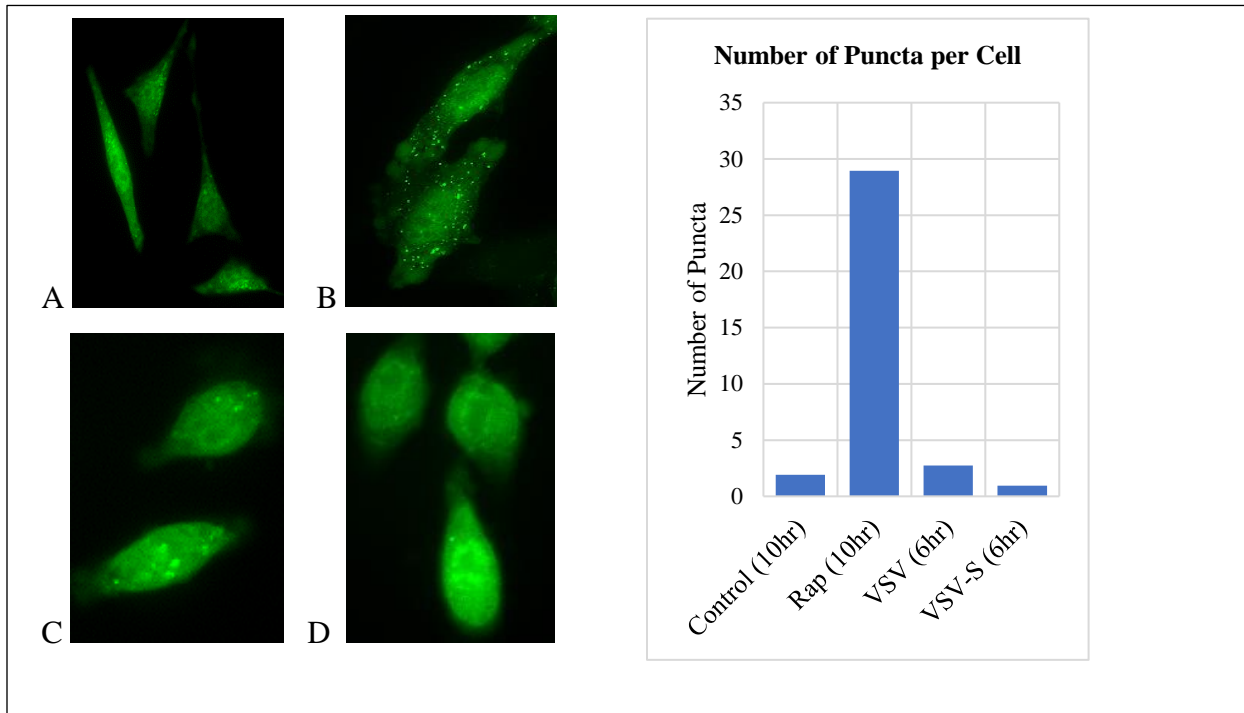 A
B
C
D
Number of Puncta per Cell
Number of Puncta
35
30
25
20
15
10
5
0
Control (10hr)
Rap (10hr)
VSV (6hr)
VSV-S (6hr)